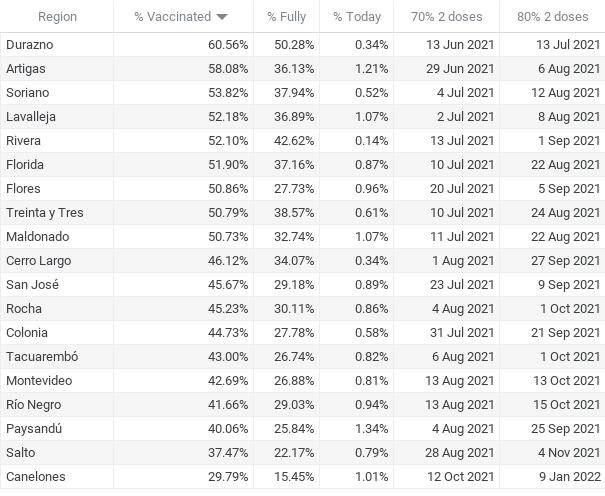 Region % Vaccinated % Fully % Today 70% 2 doses 80% 2 doses
Durazno 60.56% 50.28% 0.34% 13 Jun 2021 13 Jul 2021
Artigas 58.08% 36.13% 1.21% 29 Jun 2021 6 Aug 2021
Soriano 53.82% 37.94% 0.52% 4 Jul 2021 12 Aug 2021
Lavalleja 52.18% 36.89% 1.07% 2 Jul 2021 8 Aug 2021
Rivera 52.10% 42.62% 0.14% 13 Jul 2021 1 Sep 2021
Florida 51.90% 37.16% 0.87% 10 Jul 2021 22 Aug 2021
Flores 50.86% 27.73% 0.96% 20 Jul 2021 5 Sep 2021
Treinta y Tres 50.79% 38.57% 0.61% 10 Jul 2021 24 Aug 2021
Maldonado 50.73% 32.74% 1.07% 11 Jul 2021 22 Aug 2021
Cerro Largo 46.12% 34.07% 0.34% 1 Aug 2021 27 Sep 2021
San José 45.67% 29.18% 0.89% 23 Jul 2021 9 Sep 2021
Rocha 45.23% 30.11% 0.86% 4 Aug 2021 1 Oct 2021
Colonia 44.73% 27.78% 0.58% 31 Jul 2021 21 Sep 2021
Tacuarembó 43.00% 26.74% 0.82% 6 Aug 2021 1 Oct 2021
Montevideo 42.69% 26.88% 0.81% 13 Aug 2021 13 Oct 2021
Río Negro 41.66% 29.03% 0.94% 13 Aug 2021 15 Oct 2021
Paysandú 40.06% 25.84% 1.34% 4 Aug 2021 25 Sep 2021
Salto 37.47% 22.17% 0.79% 28 Aug 2021 4 Nov 2021
Canelones 29.79% 15.45% 1.01% 12 Oct 2021 9 Jan 2022